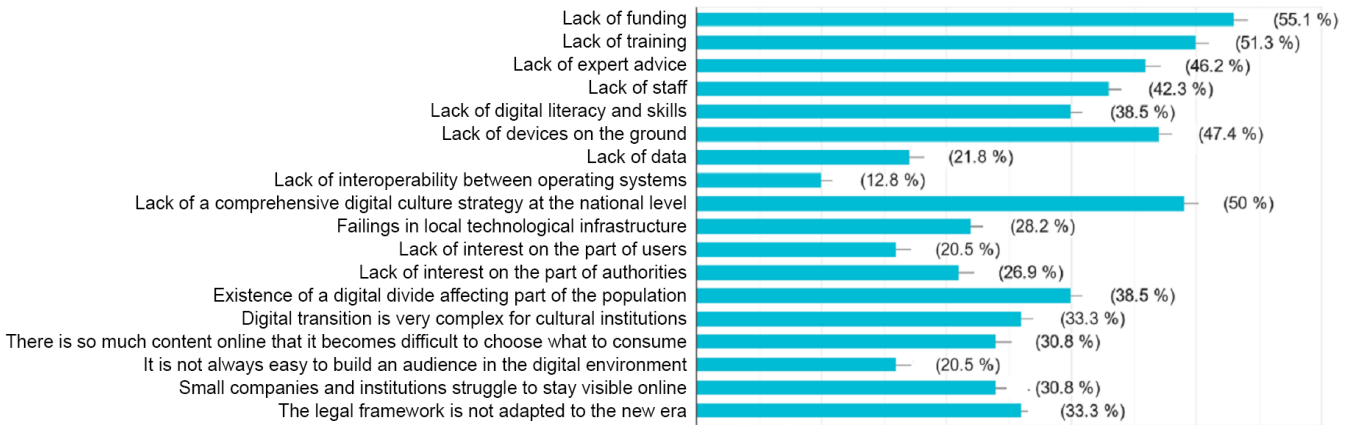 Lack of funding (55.1 %)
Lack of training (51.3 %)
Lack of expert advice (46.2 %)
Lack of staff (42.3 %)
Lack of digital literacy and skills (38.5 %)
Lack of devices on the ground (47.4 %)
Lack of data (21.8 %)
Lack of interoperability between operating systems (12.8 %)
Lack of a comprehensive digital culture strategy at the national level (50 %)
Failings in local technological infrastructure (28.2 %)
Lack of interest on the part of users (20.5 %)
Lack of interest on the part of authorities (26.9 %)
Existence of a digital divide affecting part of the population (38.5 %)
Digital transition is very complex for cultural institutions (33.3 %)
There is so much content online that it becomes difficult to choose what to consume (30.8 %)
It is not always easy to build an audience in the digital environment (20.5 %)
Small companies and institutions struggle to stay visible online (30.8 %)
The legal framework is not adapted to the new era (33.3 %)